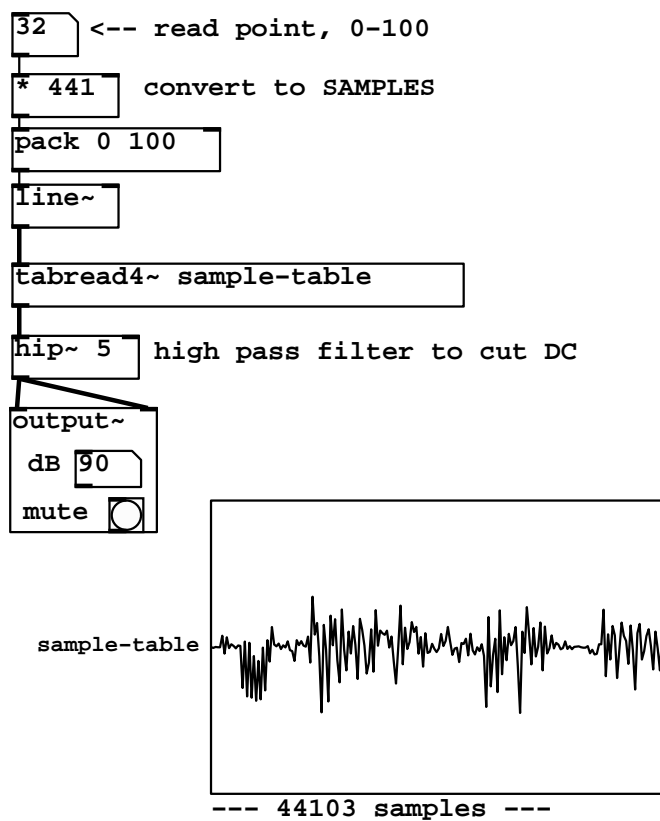 32 <-- read point, 0-100
* 441 convert to SAMPLES
pack 0 100
line~
tabread4~ sample-table
hip~ 5 high pass filter to cut DC
output~
dB 90
mute
sample-table
--- 44103 samples ---